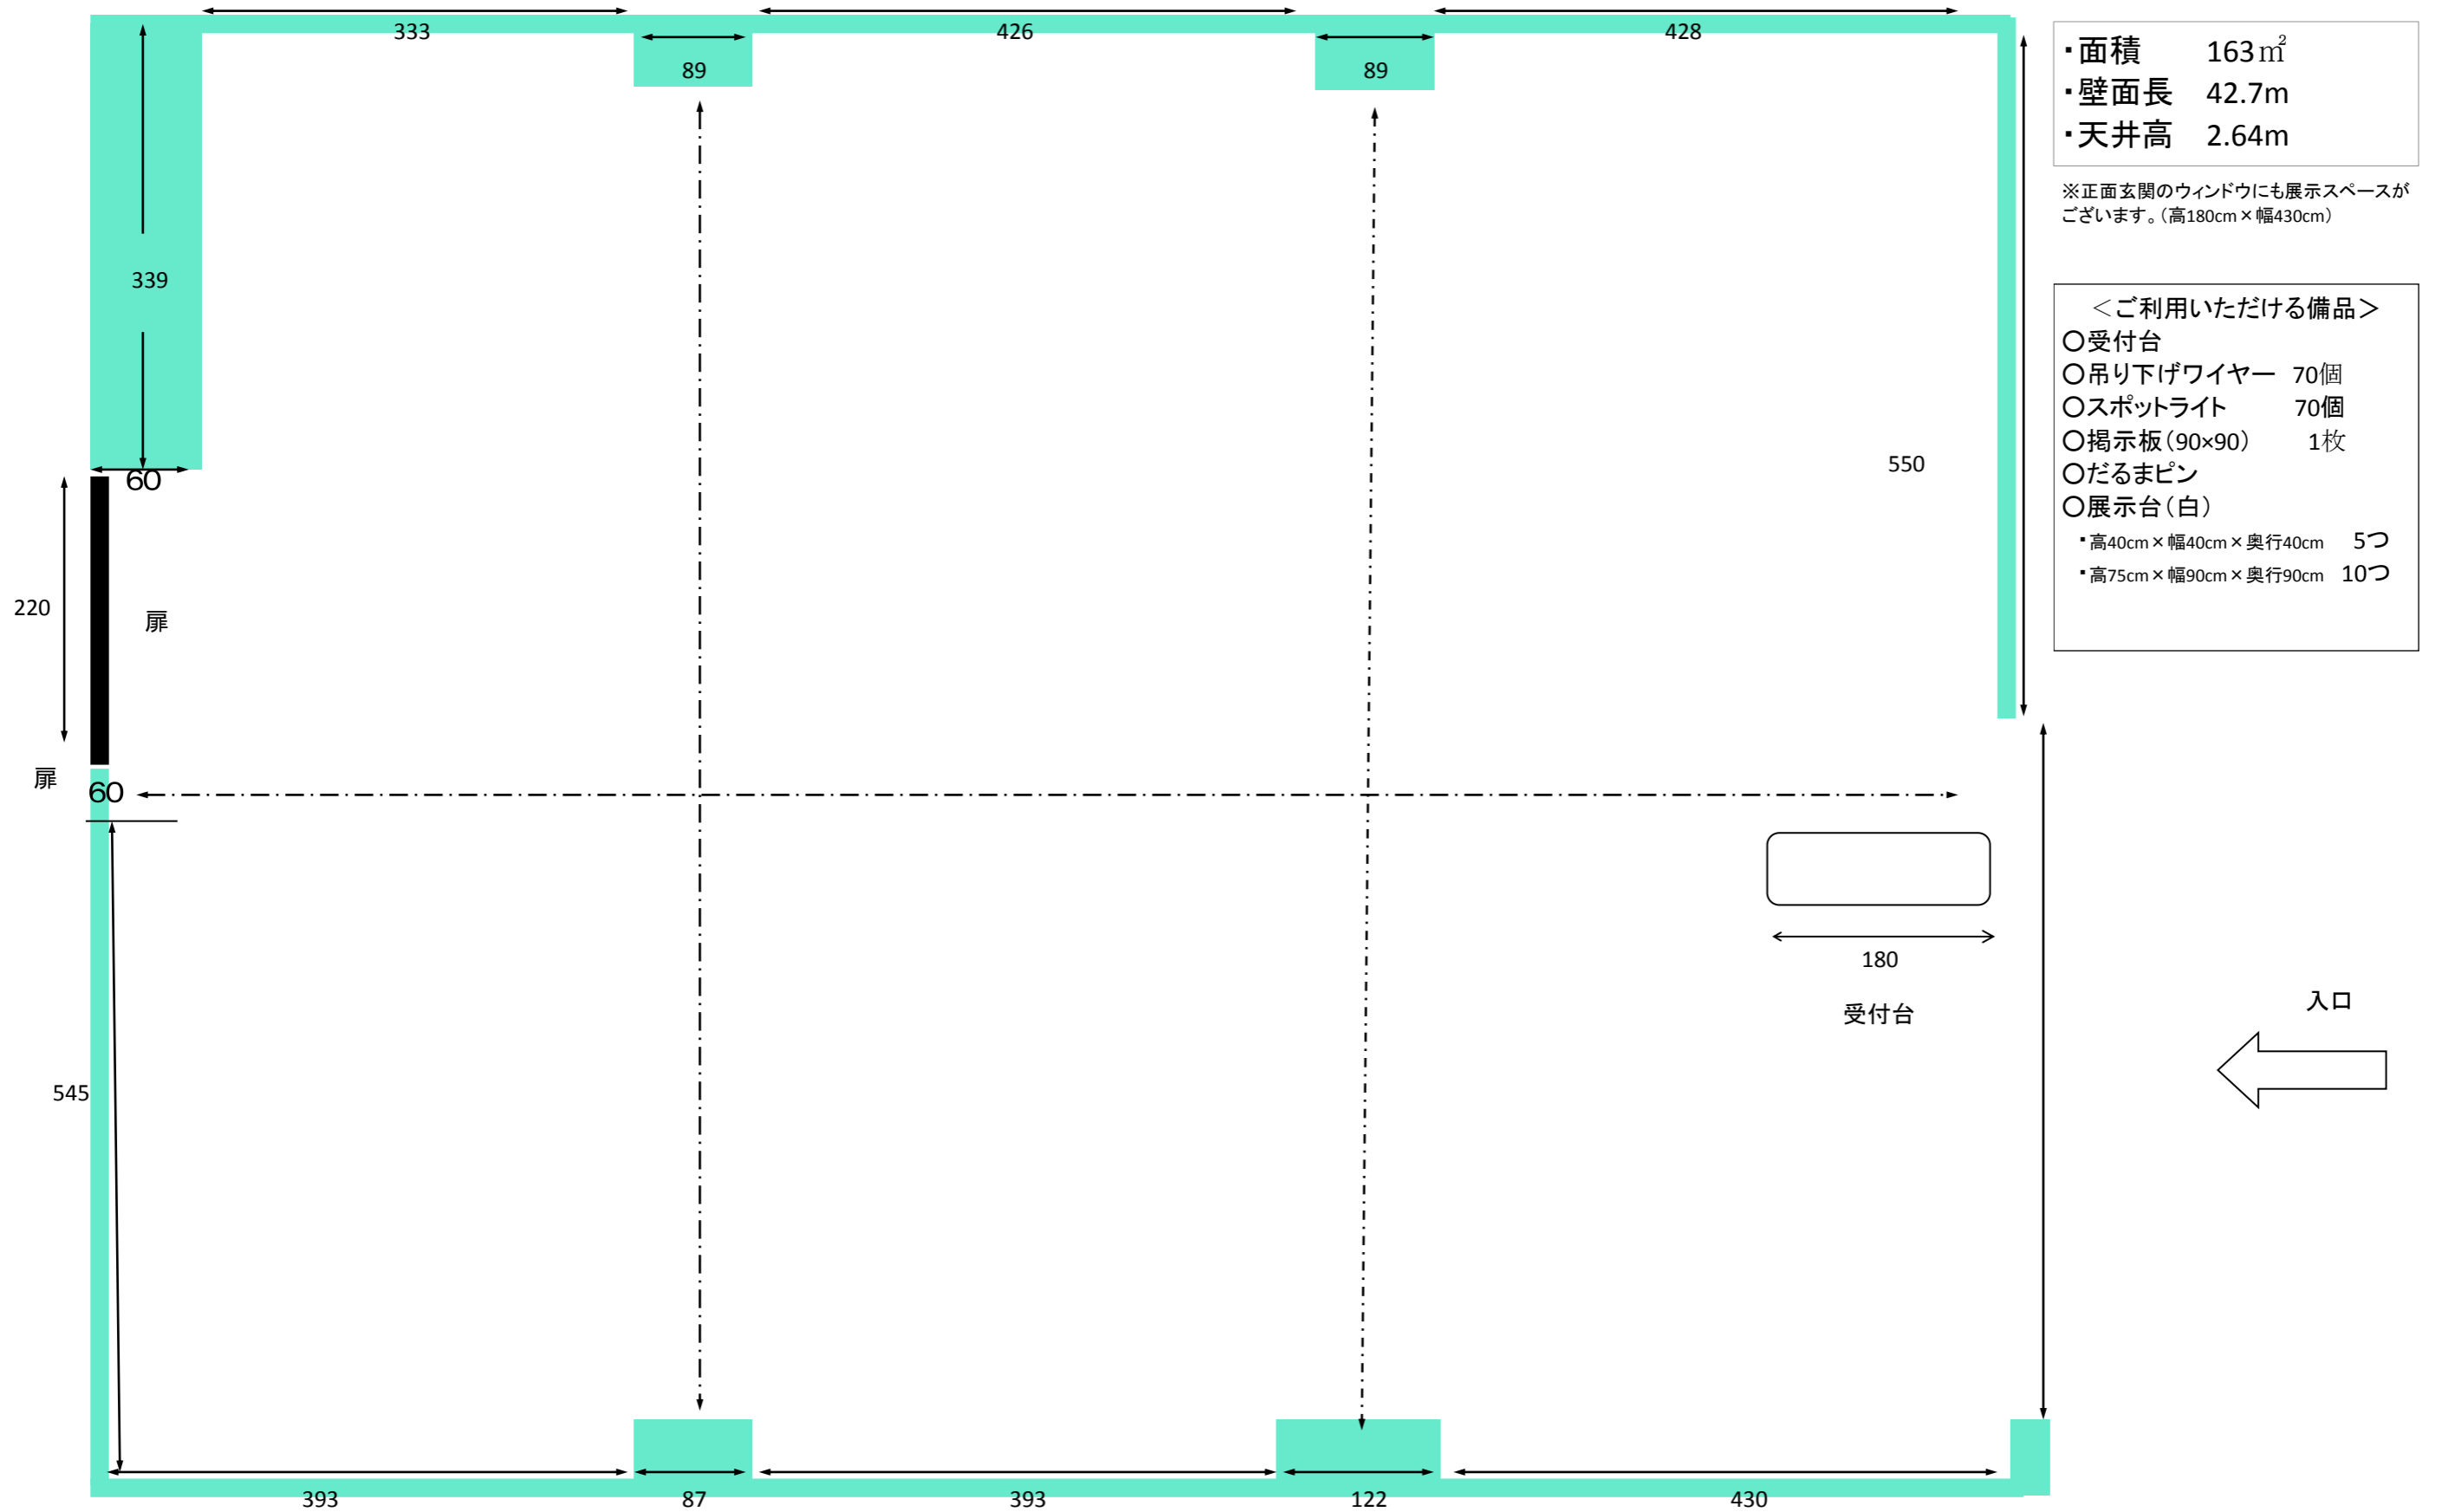 333
426
428
89
89
・面積 163㎡
・壁面長 42.7m
・天井高 2.64m
※正面玄関のウィンドウにも展示スペースが
ございます。(高180cm×幅430cm)
339
＜ご利用いただける備品＞
〇受付台
〇吊り下げワイヤー 70個
〇スポットライト 70個
〇掲示板(90×90) 1枚
〇だるまピン
〇展示台(白)
・高40cm×幅40cm×奥行40cm 5つ
・高75cm×幅90cm×奥行90cm 10つ
550
60
220
扉
扉
60
180
受付台
入口
545
393
87
393
122
430